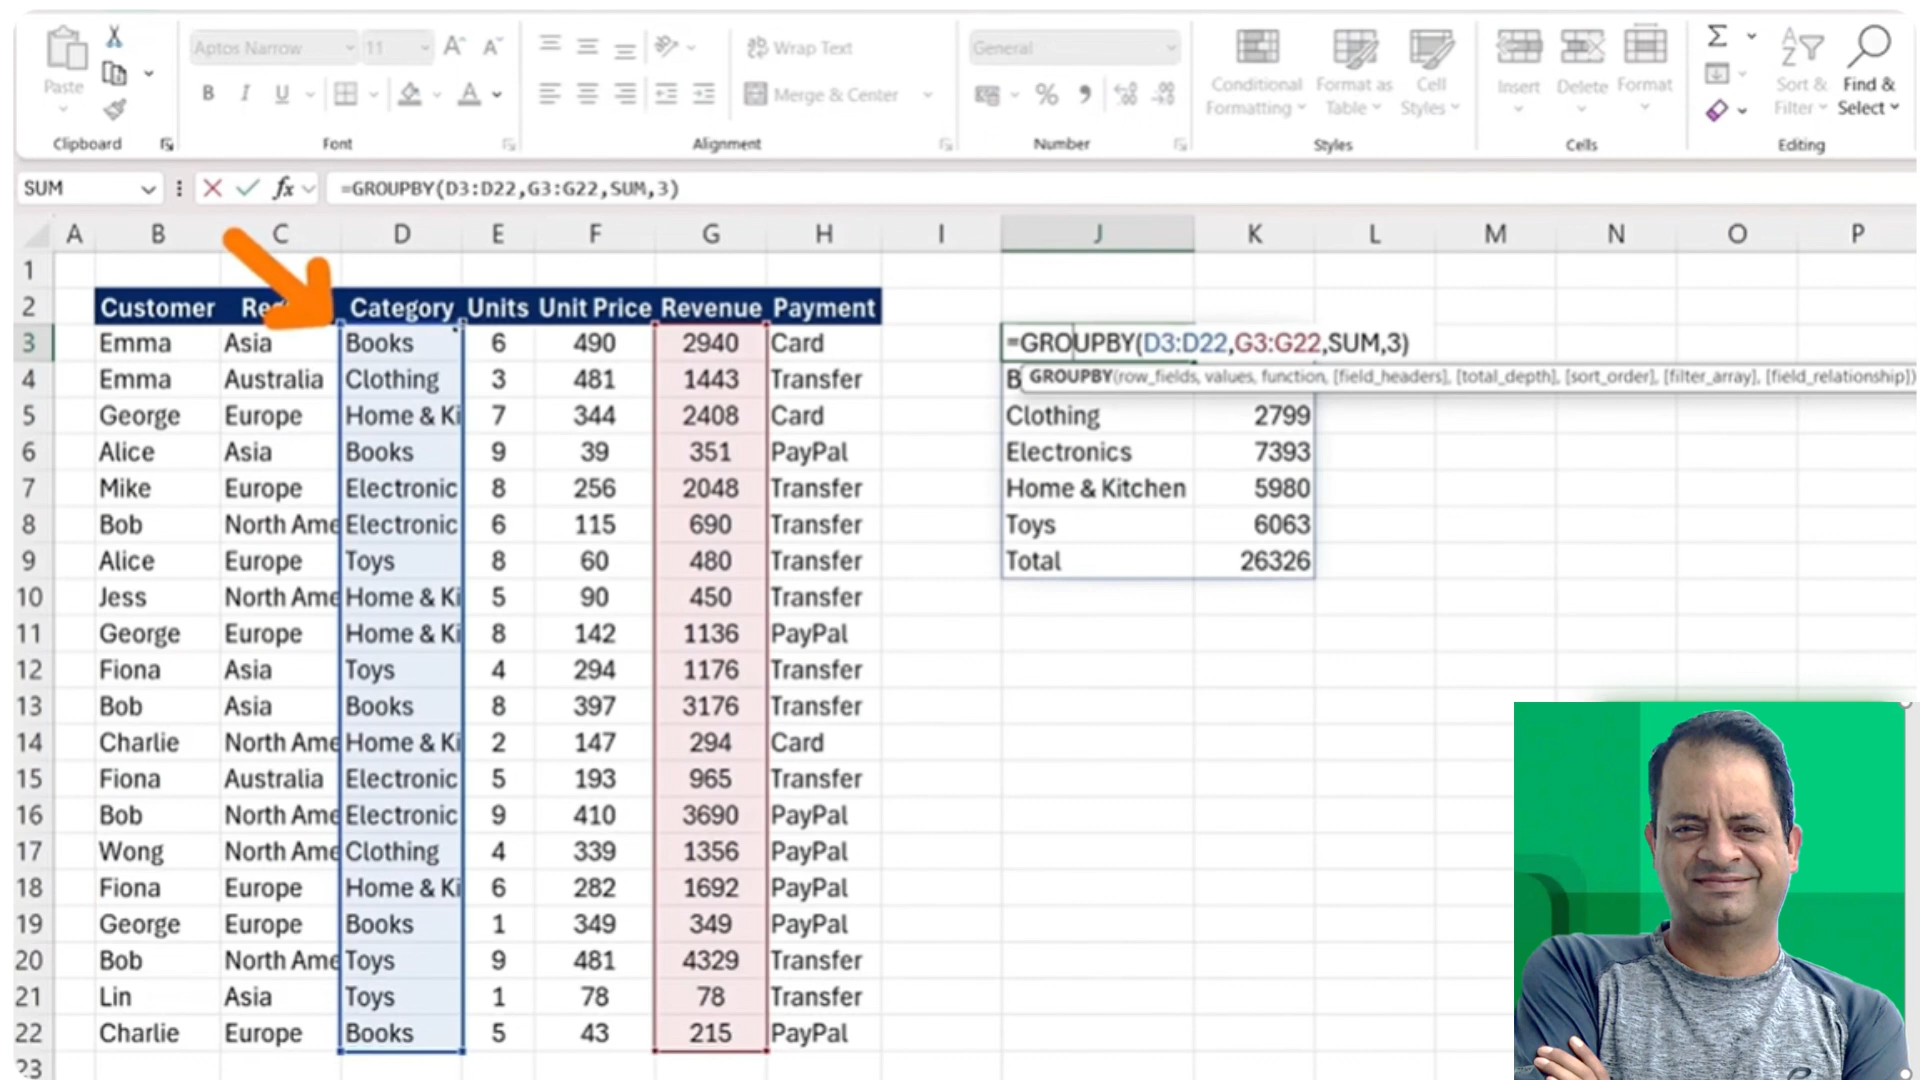 Paste
Clipboard
Aptos Narrow 11 A A
B I U A
Font
Wrap Text
Merge & Center
Alignment
General
% 9
Number
Conditional Formatting
Format as Table
Cell Styles
Styles
Insert Delete Format
Cells
Σ
Sort & Filter
Find & Select
Editing
SUM fx =GROUPBY(D3:D22,G3:G22,SUM,3)
A B C D E F G H I J K L M N O P
1
2 Customer Re Category Units Unit Price Revenue Payment
3 Emma Asia Books 6 490 2940 Card =GROUPBY(D3:D22,G3:G22,SUM,3)
4 Emma Australia Clothing 3 481 1443 Transfer B GROUPBY(row_fields, values, function, [field_headers], [total_depth], [sort_order], [filter_array], [field_relationship])
5 George Europe Home & Ki 7 344 2408 Card Clothing 2799
6 Alice Asia Books 9 39 351 PayPal Electronics 7393
7 Mike Europe Electronic 8 256 2048 Transfer Home & Kitchen 5980
8 Bob North Ame Electronic 6 115 690 Transfer Toys 6063
9 Alice Europe Toys 8 60 480 Transfer Total 26326
10 Jess North Ame Home & Ki 5 90 450 Transfer
11 George Europe Home & Ki 8 142 1136 PayPal
12 Fiona Asia Toys 4 294 1176 Transfer
13 Bob Asia Books 8 397 3176 Transfer
14 Charlie North Ame Home & Ki 2 147 294 Card
15 Fiona Australia Electronic 5 193 965 Transfer
16 Bob North Ame Electronic 9 410 3690 PayPal
17 Wong North Ame Clothing 4 339 1356 PayPal
18 Fiona Europe Home & Ki 6 282 1692 PayPal
19 George Europe Books 1 349 349 PayPal
20 Bob North Ame Toys 9 481 4329 Transfer
21 Lin Asia Toys 1 78 78 Transfer
22 Charlie Europe Books 5 43 215 PayPal
23